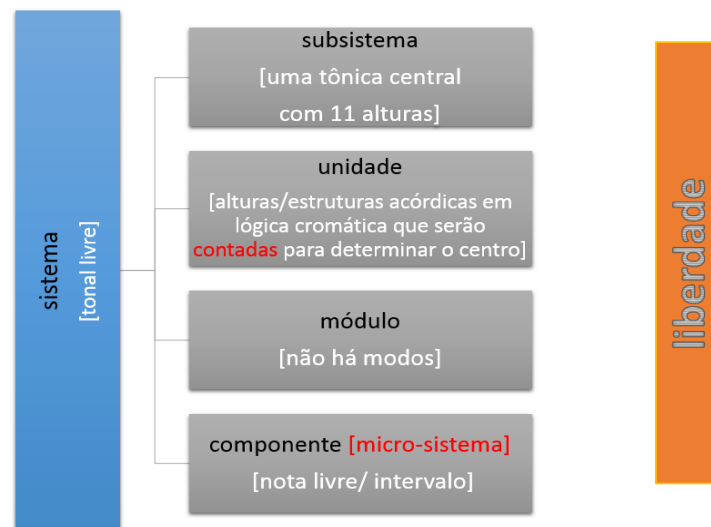 sistema
[tonal livre]
subsistema
[uma tônica central
com 11 alturas]
unidade
[alturas/estruturas acórdicas em
lógica cromática que serão
contadas para determinar o centro]
módulo
[não há modos]
componente [micro-sistema]
[nota livre/ intervalo]
liberdade